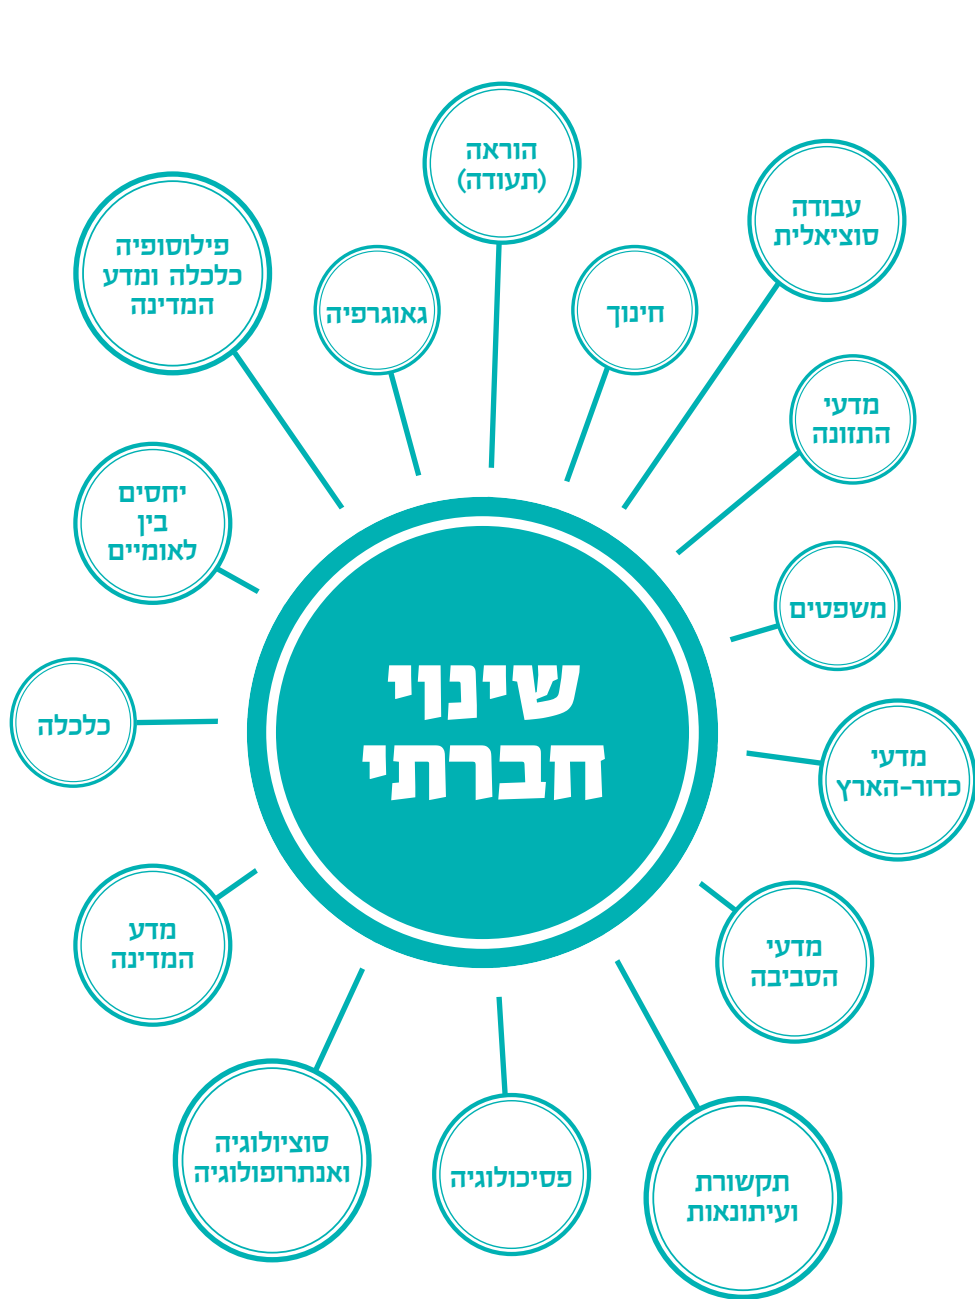 הוראה
(תעודה)
עבודה
סוציאלית
פילוסופיה
כלכלה ומדע
המדינה
גאוגרפיה
חינוך
מדעי
התזונה
יחסים
בין
לאומיים
משפטים
שינוי
חברתי
כלכלה
מדעי
כדור-הארץ
מדע
המדינה
מדעי
הסביבה
סוציולוגיה
ואנתרופולוגיה
פסיכולוגיה
תקשורת
ועיתונאות